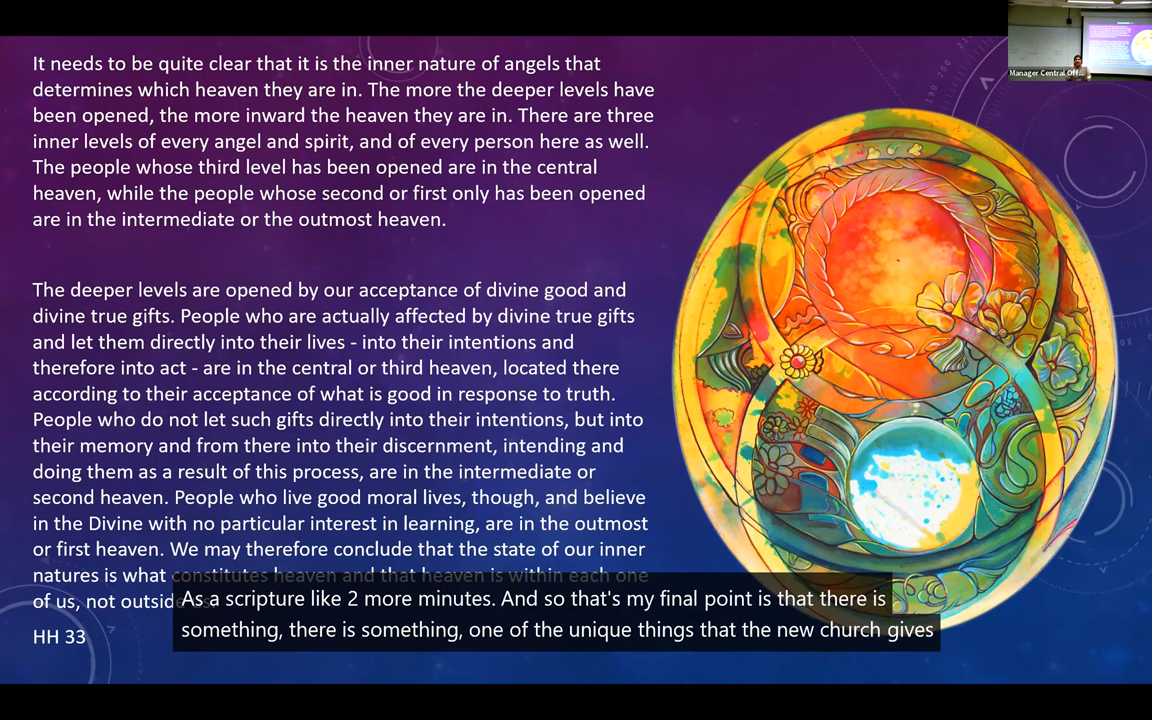 It needs to be quite clear that it is the inner nature of angels that
determines which heaven they are in. The more the deeper levels have
been opened, the more inward the heaven they are in. There are three
inner levels of every angel and spirit, and of every person here as well.
The people whose third level has been opened are in the central
heaven, while the people whose second or first only has been opened
are in the intermediate or the outmost heaven.
The deeper levels are opened by our acceptance of divine good and
divine true gifts. People who are actually affected by divine true gifts
and let them directly into their lives - into their intentions and
therefore into act - are in the central or third heaven, located there
according to their acceptance of what is good in response to truth.
People who do not let such gifts directly into their intentions, but into
their memory and from there into their discernment, intending and
doing them as a result of this process, are in the intermediate or
second heaven. People who live good moral lives, though, and believe
in the Divine with no particular interest in learning, are in the outmost
or first heaven. We may therefore conclude that the state of our inner
natures is what constitutes heaven and that heaven is within each one
of us, not outsid
HH 33
As a scripture like 2 more minutes. And so that's my final point is that there is
something, there is something, one of the unique things that the new church gives
Manager Central Off...